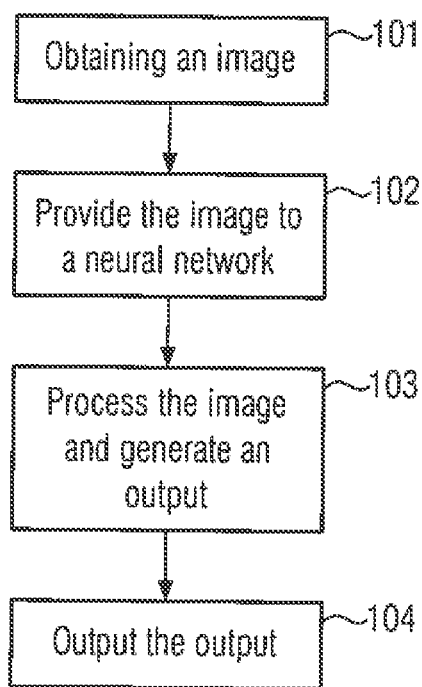 Obtaining an image
101
Provide the image to
a neural network
102
Process the image
and generate an
output
103
Output the output
104